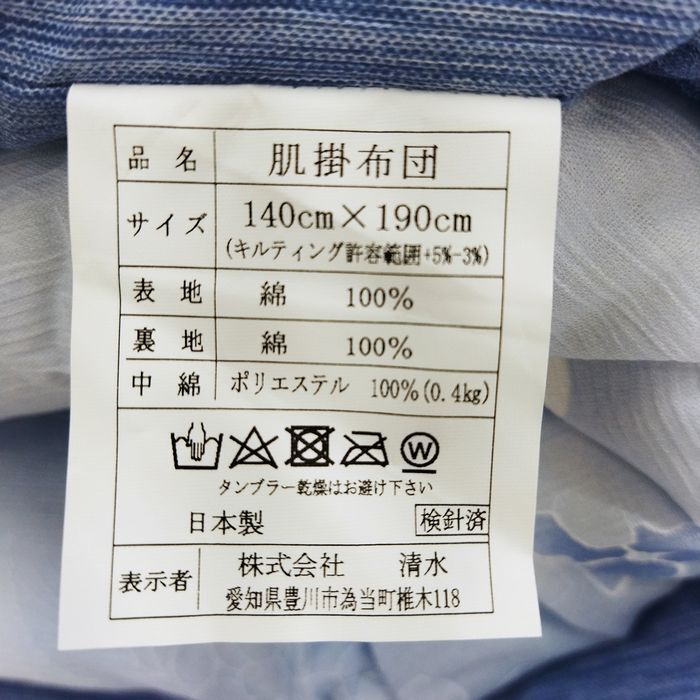 品名 肌掛布団
サイズ 140cm×190cm
(キルティング許容範囲+5%-3%)
表地 綿 100%
裏地 綿 100%
中綿 ポリエステル 100%(0.4kg)
W
タンブラー乾燥はお避け下さい
日本製 検針済
表示者 株式会社 清水
愛知県豊川市為当町椎木118